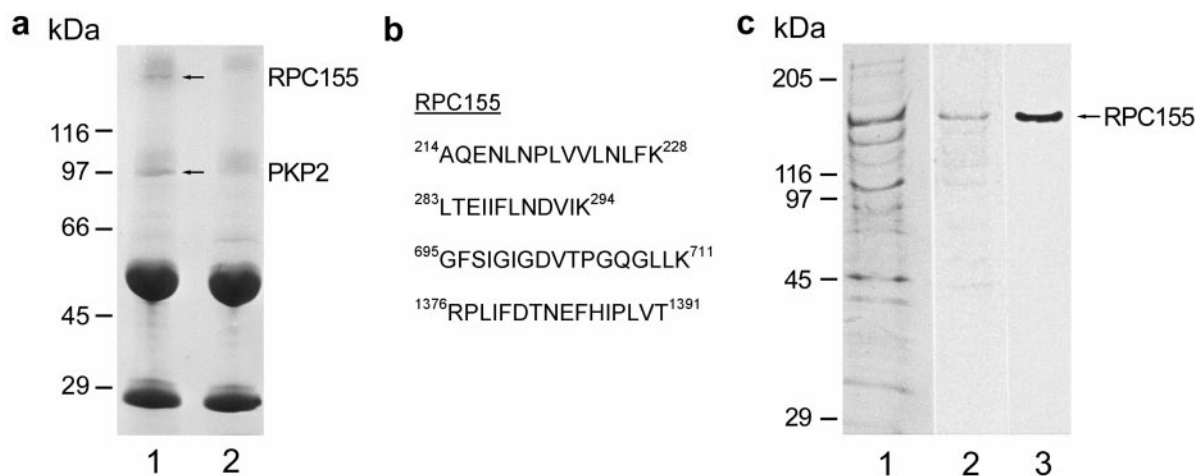 a
kDa
RPC155
116
97
PKP2
66
45
29
1 2
b
RPC155
214AQENLNPLVVLNLFK228
283LTEIIFLNDVIK294
695GFSIGIGDVTPGQGLLK711
1376RPLIFDTNEFHIPLVT1391
c
kDa
205
RPC155
116
97
45
29
1 2 3